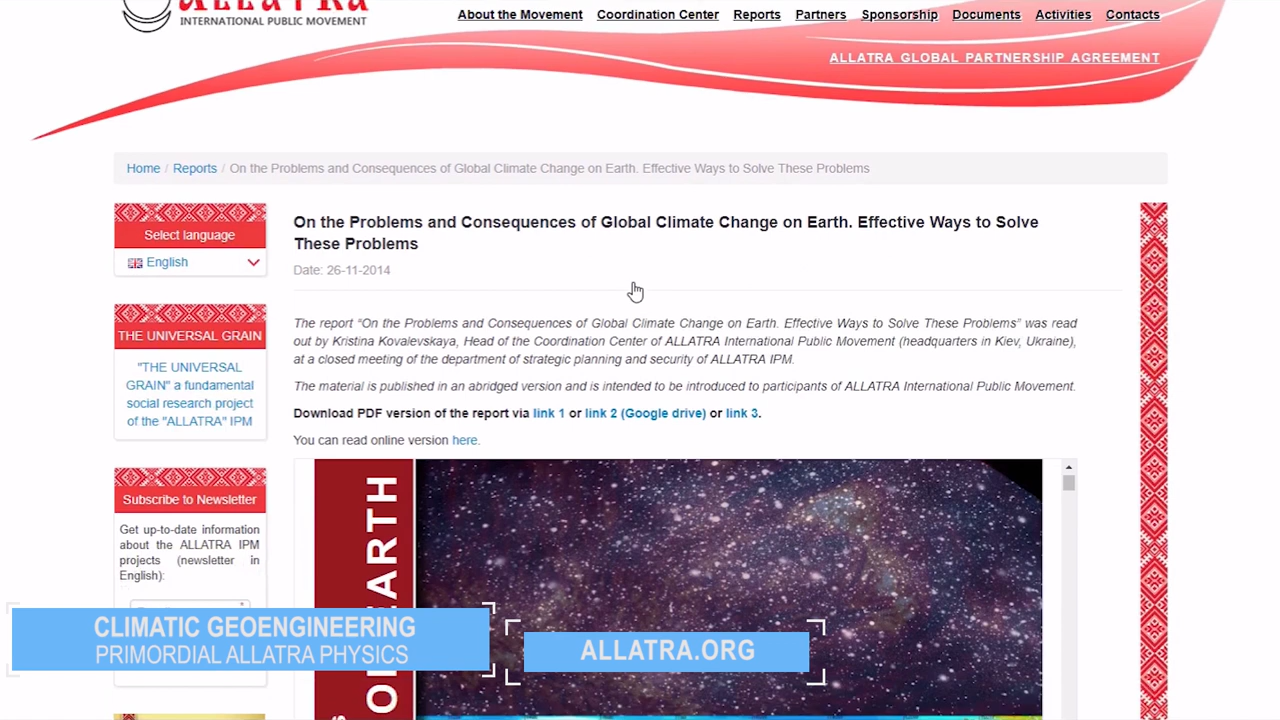 ALLATRA
INTERNATIONAL PUBLIC MOVEMENT
About the Movement Coordination Center Reports Partners Sponsorship Documents Activities Contacts
ALLATRA GLOBAL PARTNERSHIP AGREEMENT
Home / Reports / On the Problems and Consequences of Global Climate Change on Earth. Effective Ways to Solve These Problems
Select language
English
THE UNIVERSAL GRAIN
"THE UNIVERSAL
GRAIN" a fundamental
social research project
of the "ALLATRA" IPM
Subscribe to Newsletter
Get up-to-date information
about the ALLATRA IPM
projects (newsletter in
English):
On the Problems and Consequences of Global Climate Change on Earth. Effective Ways to Solve
These Problems
Date: 26-11-2014
The report “On the Problems and Consequences of Global Climate Change on Earth. Effective Ways to Solve These Problems” was read
out by Kristina Kovalevskaya, Head of the Coordination Center of ALLATRA International Public Movement (headquarters in Kiev, Ukraine),
at a closed meeting of the department of strategic planning and security of ALLATRA IPM.
The material is published in an abridged version and is intended to be introduced to participants of ALLATRA International Public Movement.
Download PDF version of the report via link 1 or link 2 (Google drive) or link 3.
You can read online version here.
EARTH
CLIMATIC GEOENGINEERING
PRIMORDIAL ALLATRA PHYSICS
ALLATRA.ORG